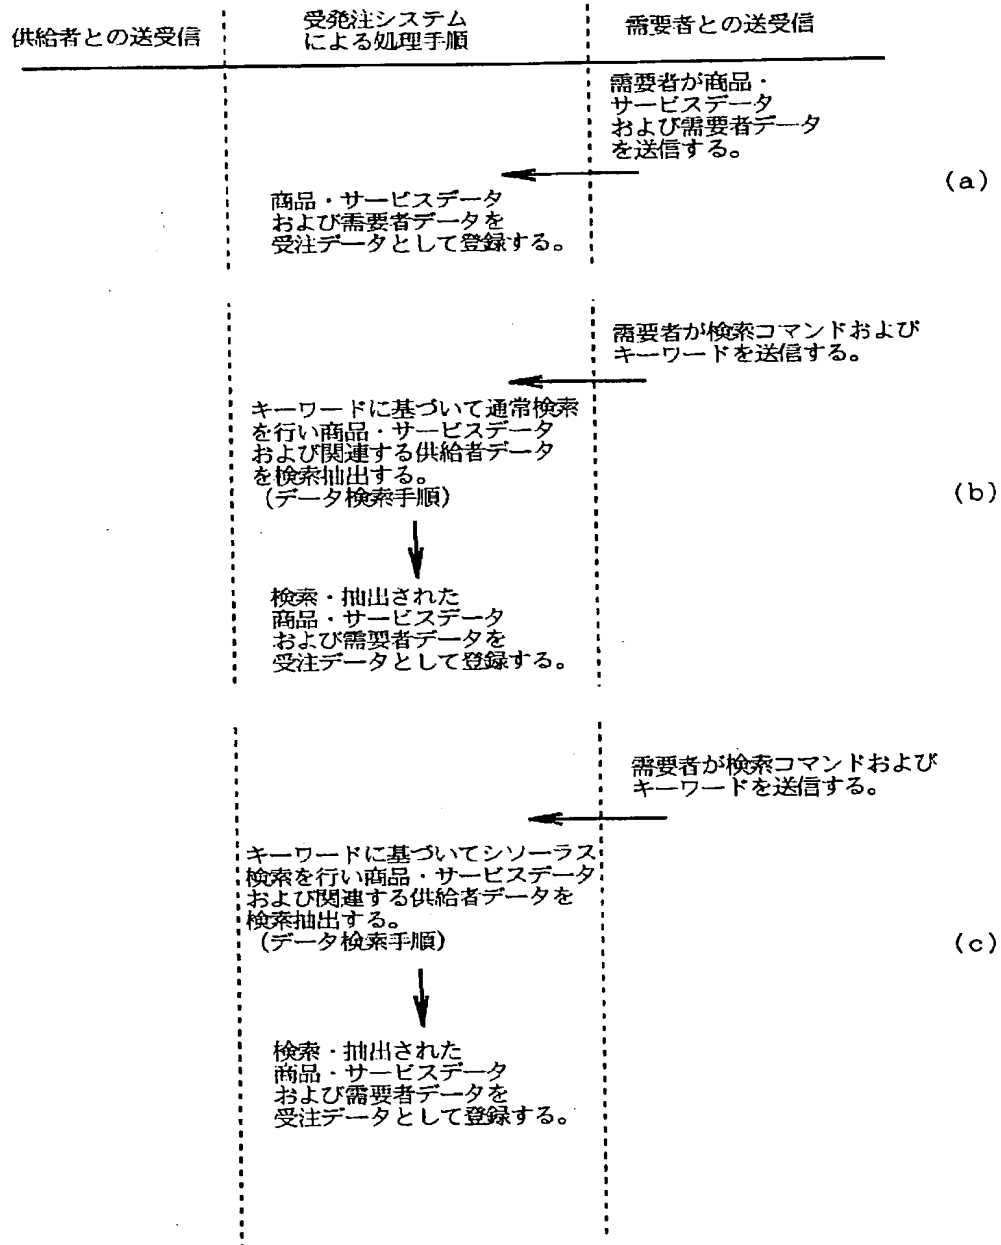 供給者との送受信
受発注システム
による処理手順
需要者との送受信
需要者が商品・
サービスデータ
および需要者データ
を送信する。
(a)
商品・サービスデータ
および需要者データを
受注データとして登録する。
需要者が検索コマンドおよび
キーワードを送信する。
キーワードに基づいて通常検索
を行い商品・サービスデータ
および関連する供給者データ
を検索抽出する。
(データ検索手順)
(b)
検索・抽出された
商品・サービスデータ
および需要者データを
受注データとして登録する。
需要者が検索コマンドおよび
キーワードを送信する。
キーワードに基づいてシソーラス
検索を行い商品・サービスデータ
および関連する供給者データを
検索抽出する。
(データ検索手順)
(c)
検索・抽出された
商品・サービスデータ
および需要者データを
受注データとして登録する。